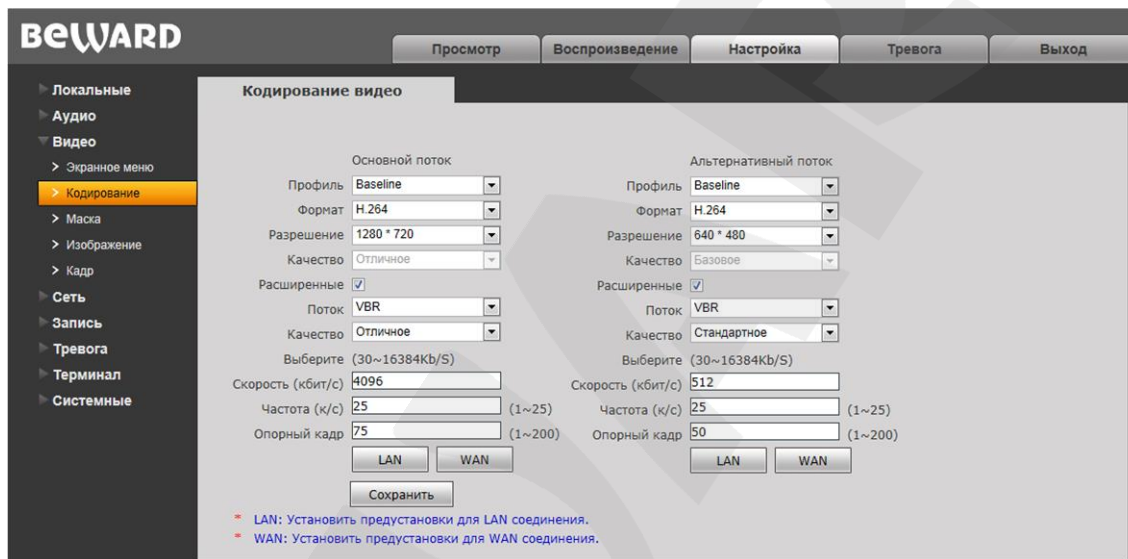 BEWARD
Просмотр Воспроизведение Настройка Тревога Выход
Локальные
Аудио
Видео
Экранное меню
Кодирование
Маска
Изображение
Кадр
Сеть
Запись
Тревога
Терминал
Системные
Кодирование видео
Основной поток Альтернативный поток
Профиль Baseline Профиль Baseline
Формат H.264 Формат H.264
Разрешение 1280 * 720 Разрешение 640 * 480
Качество Отличное Качество Базовое
Расширенные Расширенные
Поток VBR Поток VBR
Качество Отличное Качество Стандартное
Выберите (30~16384Kb/S) Выберите (30~16384Kb/S)
Скорость (кбит/с) 4096 Скорость (кбит/с) 512
Частота (к/с) 25 (1~25) Частота (к/с) 25 (1~25)
Опорный кадр 75 (1~200) Опорный кадр 50 (1~200)
LAN WAN LAN WAN
Сохранить
* LAN: Установить предустановки для LAN соединения.
* WAN: Установить предустановки для WAN соединения.